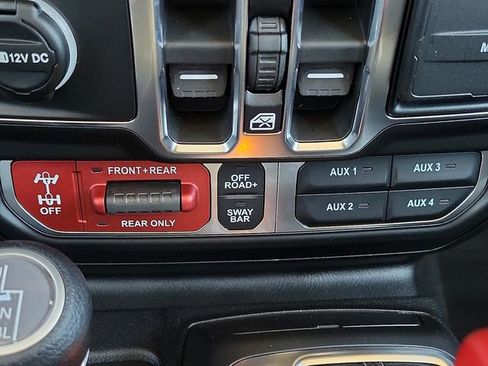 12V DC
M
FRONT+REAR
OFF
REAR ONLY
OFF
ROAD+
SWAY
BAR
AUX 1
AUX 3
AUX 2
AUX 4
N